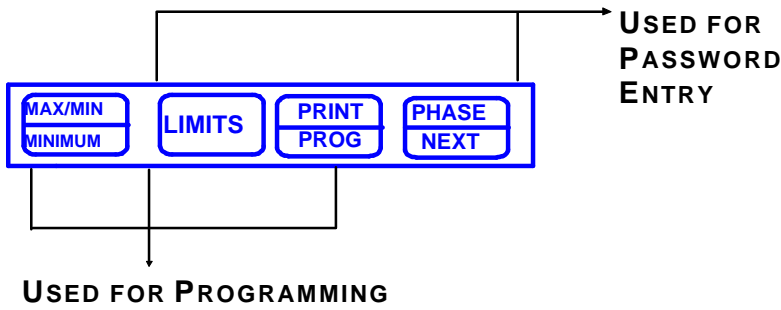 USED FOR
PASSWORD
ENTRY
MAX/MIN
MINIMUM
LIMITS
PRINT
PROG
PHASE
NEXT
USED FOR PROGRAMMING